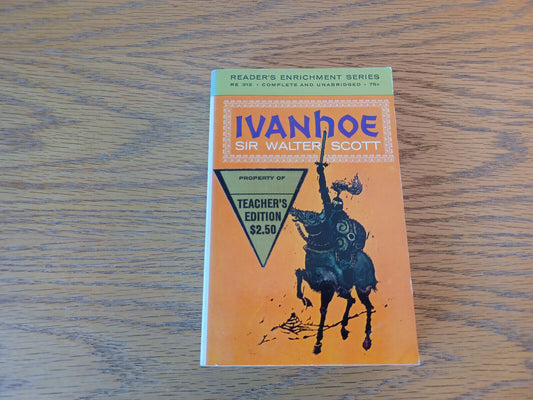 READER'S ENRICHMENT SERIES
RE 312 • COMPLETE AND UNABRIDGED • 75¢
IVANHOE
SIR WALTER SCOTT
PROPERTY OF
TEACHER'S
EDITION
$2.50